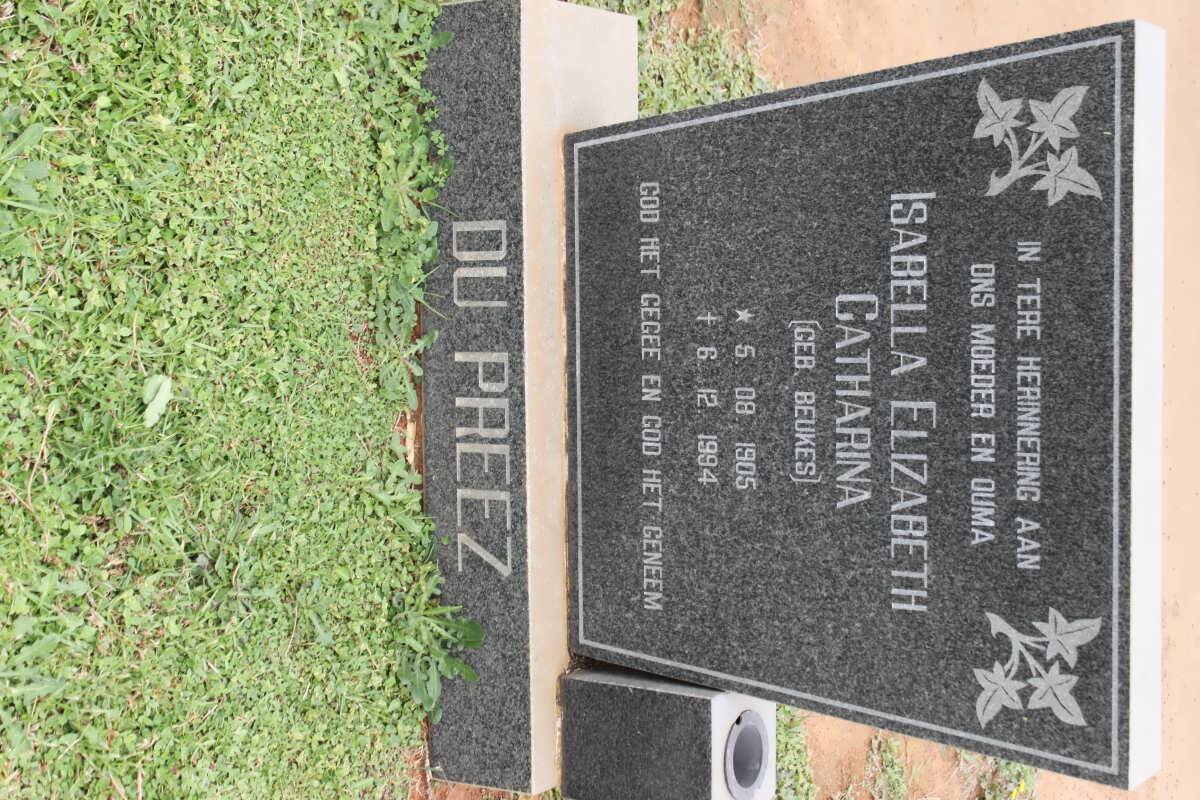 IN TERE HERINNERING AAN
ONS MOEDER EN OUMA
ISABELLA ELIZABETH
CATHARINA
(GEB. BEUKES)
★ 5. 08. 1905
† 6. 12. 1994
GOD HET GEGEE EN GOD HET GENEEM
DU PREEZ